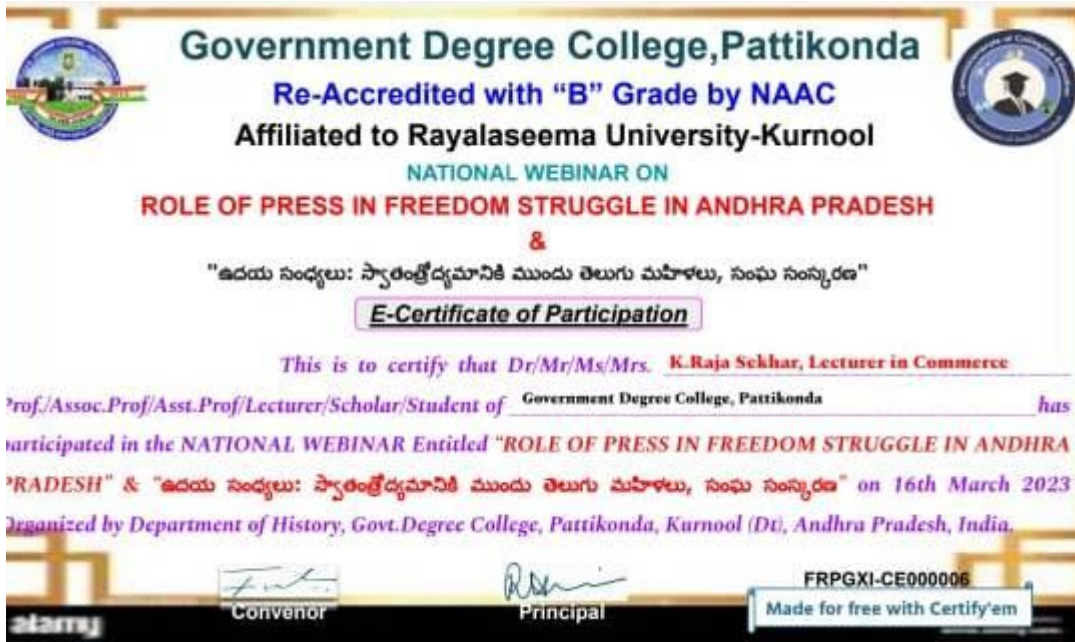 Government Degree College,Pattikonda
Re-Accredited with “B” Grade by NAAC
Affiliated to Rayalaseema University-Kurnool
NATIONAL WEBINAR ON
ROLE OF PRESS IN FREEDOM STRUGGLE IN ANDHRA PRADESH
&
"ఉదయ సంధ్యలు: స్వాతంత్రోద్యమానికి ముందు తెలుగు మహిళలు, సంఘ సంస్కరణ"
E-Certificate of Participation
This is to certify that Dr/Mr/Ms/Mrs. K.Raja Sekhar, Lecturer in Commerce
Prof./Assoc.Prof/Asst.Prof/Lecturer/Scholar/Student of Government Degree College, Pattikonda has
participated in the NATIONAL WEBINAR Entitled "ROLE OF PRESS IN FREEDOM STRUGGLE IN ANDHRA
PRADESH" & "ఉదయ సంధ్యలు: స్వాతంత్రోద్యమానికి ముందు తెలుగు మహిళలు, సంఘ సంస్కరణ" on 16th March 2023
Organized by Department of History, Govt.Degree College, Pattikonda, Kurnool (Dt), Andhra Pradesh, India.
Convenor
Principal
FRPGXI-CE000006
Made for free with Certify'em
alamy